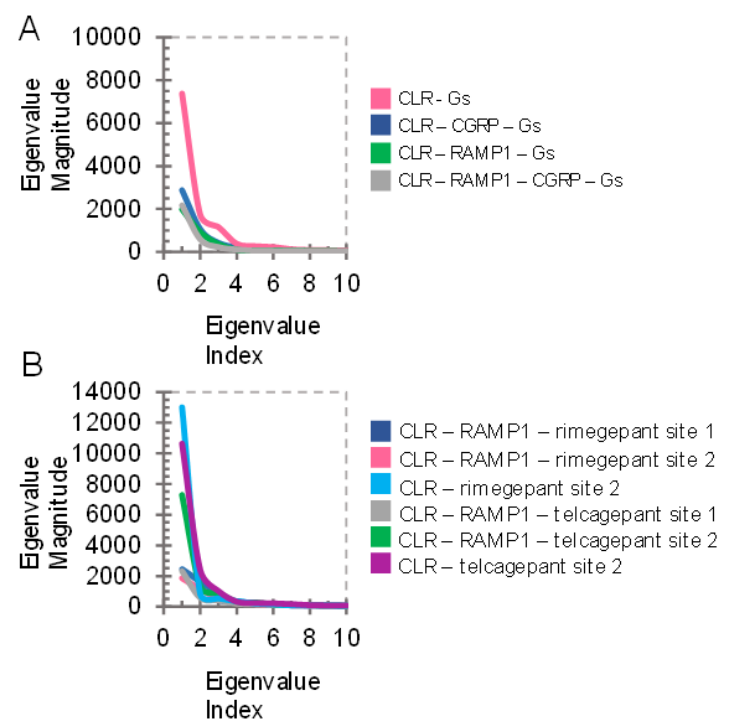 A
10000
8000
6000
4000
2000
0
Eigenvalue
Magnitude
0 2 4 6 8 10
Eigenvalue
Index
CLR- Gs
CLR – CGRP – Gs
CLR – RAMP1 – Gs
CLR – RAMP1 – CGRP – Gs
B
14000
12000
10000
8000
6000
4000
2000
0
Eigenvalue
Magnitude
0 2 4 6 8 10
Eigenvalue
Index
CLR – RAMP1 – rimegepant site 1
CLR – RAMP1 – rimegepant site 2
CLR – rimegepant site 2
CLR – RAMP1 – telcagepant site 1
CLR – RAMP1 – telcagepant site 2
CLR – telcagepant site 2